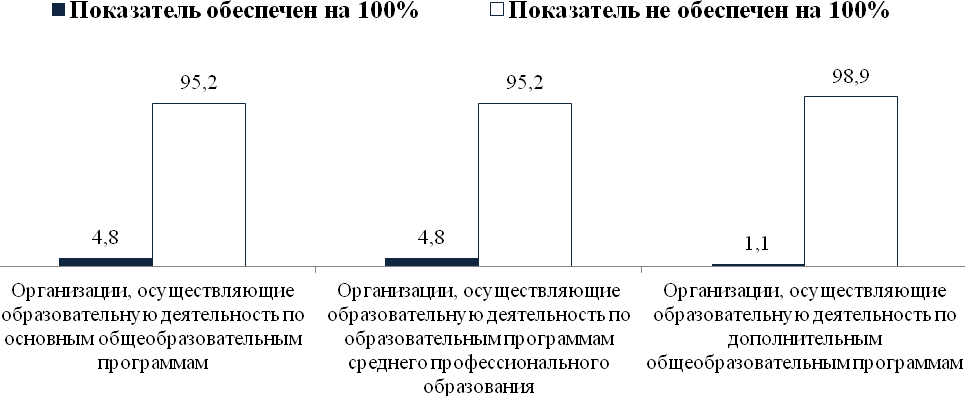 Показатель обеспечен на 100% Показатель не обеспечен на 100%
95,2 95,2 98,9
4,8 4,8 1,1
Организации, осуществляющие
образовательную деятельность по
основным общеобразовательным
программам
Организации, осуществляющие
образовательную деятельность по
образовательным программам
среднего профессионального
образования
Организации, осуществляющие
образовательную деятельность по
дополнительным
общеобразовательным программам